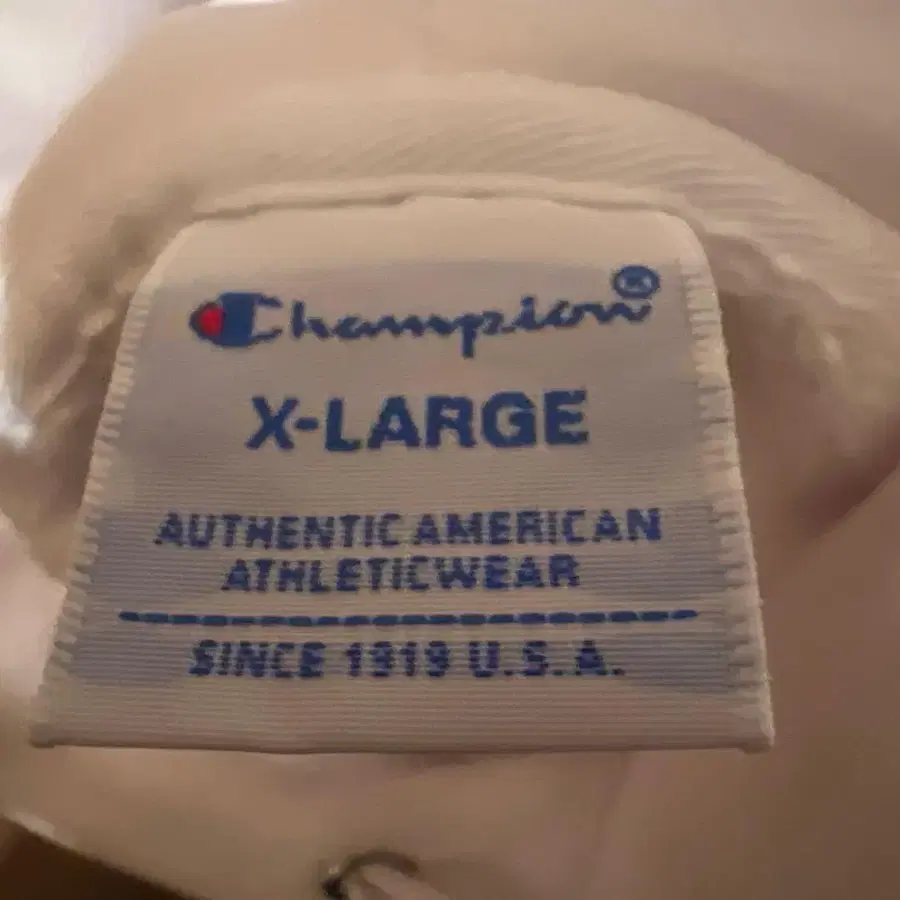 Champion®
X-LARGE
AUTHENTIC AMERICAN
ATHLETICWEAR
SINCE 1919 U.S.A.